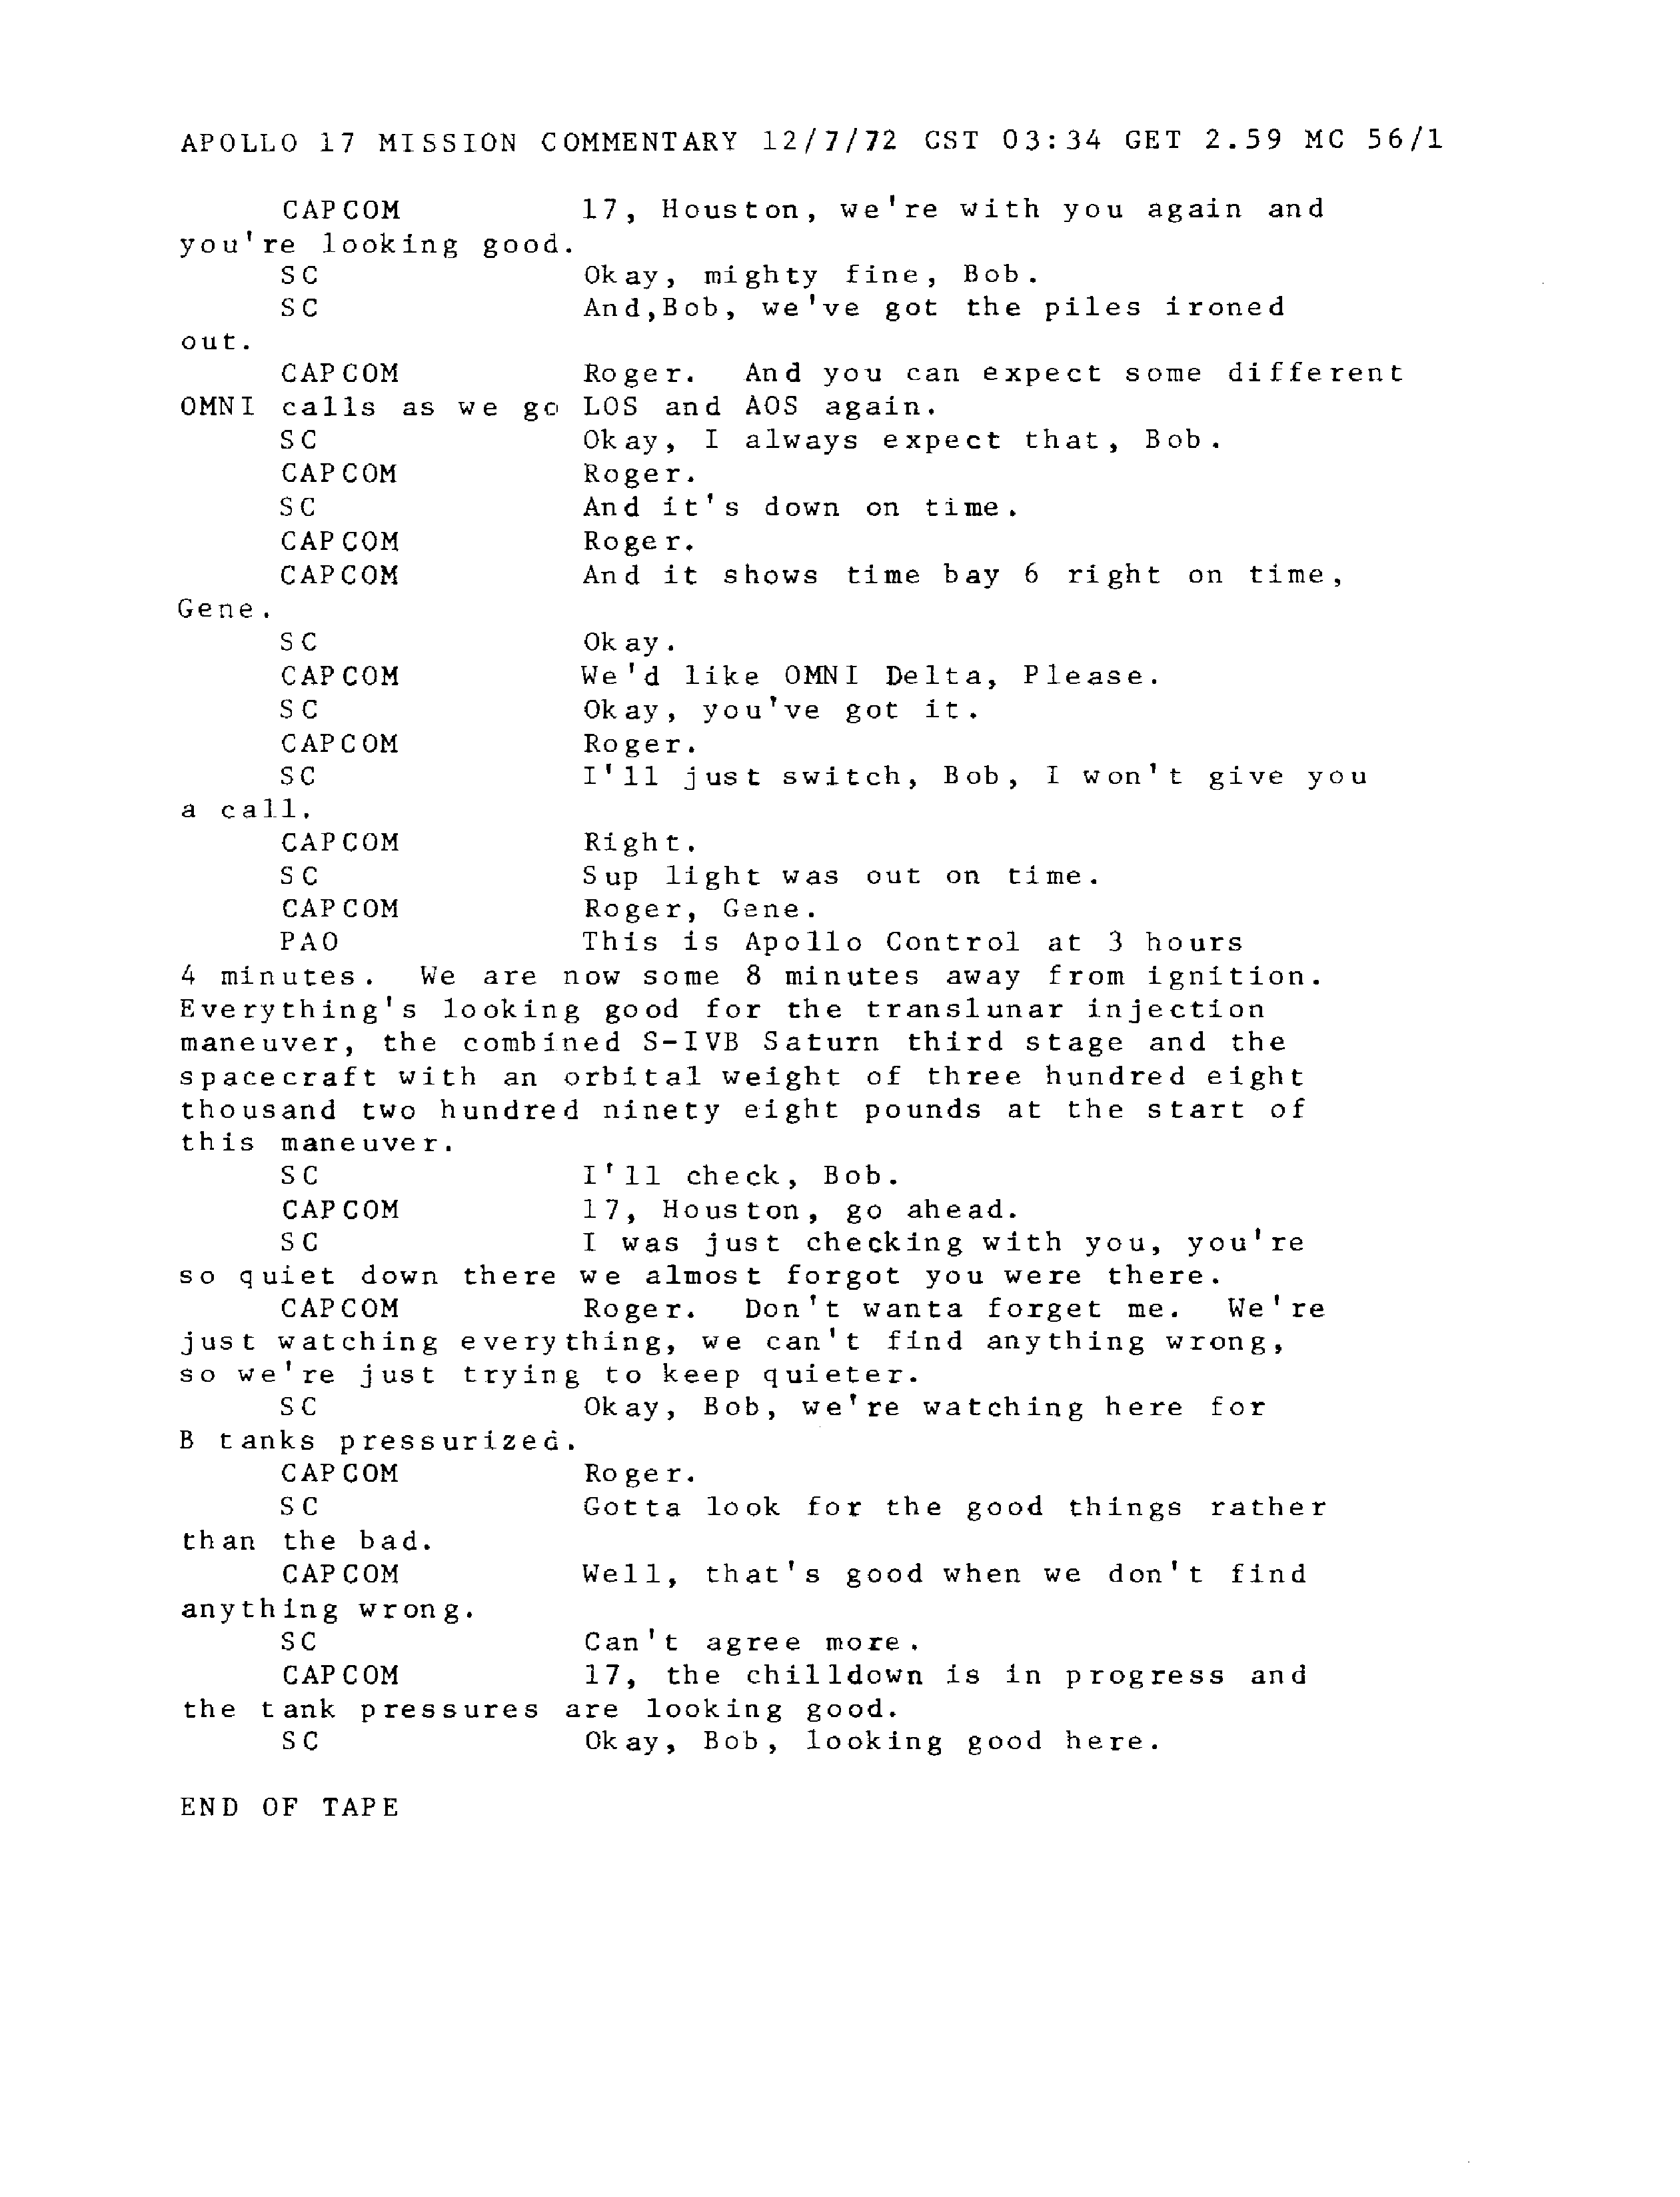 APOLLO 17 MISSION COMMENTARY 12/7/72 CST 03:34 GET 2.59 MC 56/1
CAPCOM 17, Houston, we're with you again and
you're looking good.
SC Okay, mighty fine, Bob.
SC And,Bob, we've got the piles ironed
out.
CAPCOM Roger. And you can expect some different
OMNI calls as we go LOS and AOS again.
SC Okay, I always expect that, Bob.
CAPCOM Roger.
SC And it's down on time.
CAPCOM Roger.
CAPCOM And it shows time bay 6 right on time,
Gene.
SC Okay.
CAPCOM We'd like OMNI Delta, Please.
SC Okay, you've got it.
CAPCOM Roger.
SC I'll just switch, Bob, I won't give you
a call.
CAPCOM Right.
SC Sup light was out on time.
CAPCOM Roger, Gene.
PAO This is Apollo Control at 3 hours
4 minutes. We are now some 8 minutes away from ignition.
Everything's looking good for the translunar injection
maneuver, the combined S-IVB Saturn third stage and the
spacecraft with an orbital weight of three hundred eight
thousand two hundred ninety eight pounds at the start of
this maneuver.
SC I'll check, Bob.
CAPCOM 17, Houston, go ahead.
SC I was just checking with you, you're
so quiet down there we almost forgot you were there.
CAPCOM Roger. Don't wanta forget me. We're
just watching everything, we can't find anything wrong,
so we're just trying to keep quieter.
SC Okay, Bob, we're watching here for
B tanks pressurized.
CAPCOM Roger.
SC Gotta look for the good things rather
than the bad.
CAPCOM Well, that's good when we don't find
anything wrong.
SC Can't agree more.
CAPCOM 17, the chilldown is in progress and
the tank pressures are looking good.
SC Okay, Bob, looking good here.
END OF TAPE